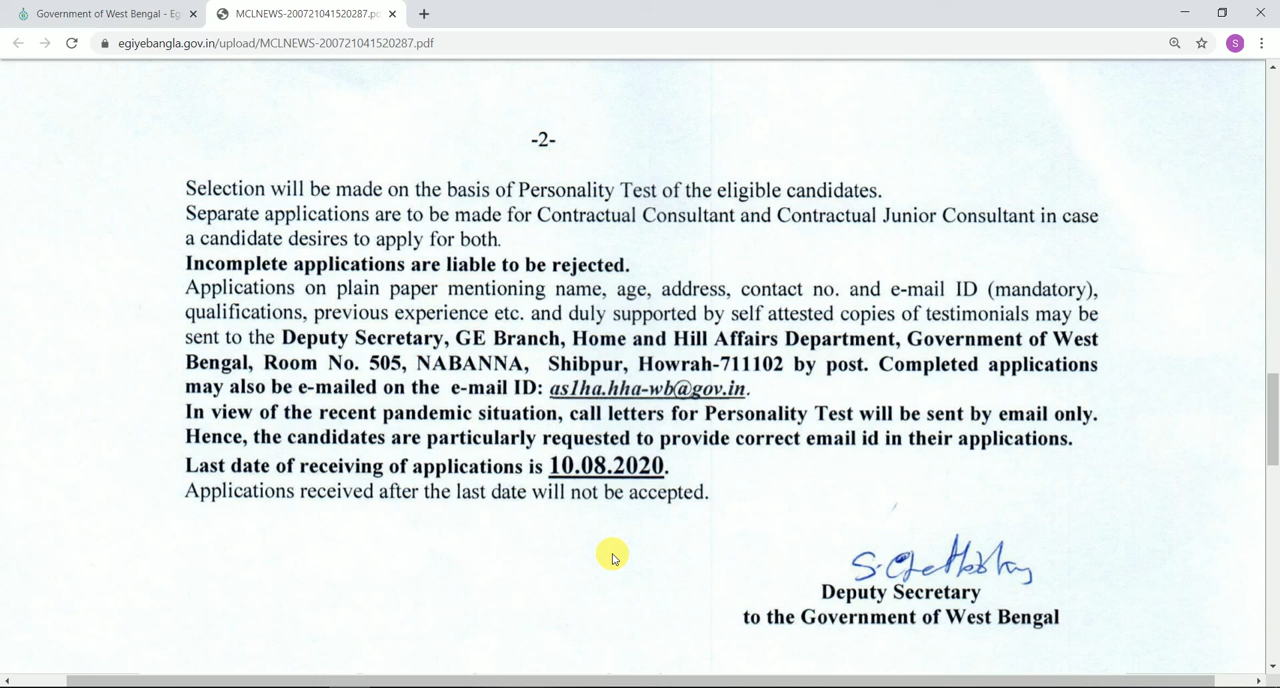 Government of West Bengal - Eg
MCLNEWS-200721041520287.pd
egiyebangla.gov.in/upload/MCLNEWS-200721041520287.pdf
S
-2-
Selection will be made on the basis of Personality Test of the eligible candidates.
Separate applications are to be made for Contractual Consultant and Contractual Junior Consultant in case
a candidate desires to apply for both.
Incomplete applications are liable to be rejected.
Applications on plain paper mentioning name, age, address, contact no. and e-mail ID (mandatory),
qualifications, previous experience etc. and duly supported by self attested copies of testimonials may be
sent to the Deputy Secretary, GE Branch, Home and Hill Affairs Department, Government of West
Bengal, Room No. 505, NABANNA, Shibpur, Howrah-711102 by post. Completed applications
may also be e-mailed on the e-mail ID: as1ha.hha-wb@gov.in.
In view of the recent pandemic situation, call letters for Personality Test will be sent by email only.
Hence, the candidates are particularly requested to provide correct email id in their applications.
Last date of receiving of applications is 10.08.2020.
Applications received after the last date will not be accepted.
Deputy Secretary
to the Government of West Bengal